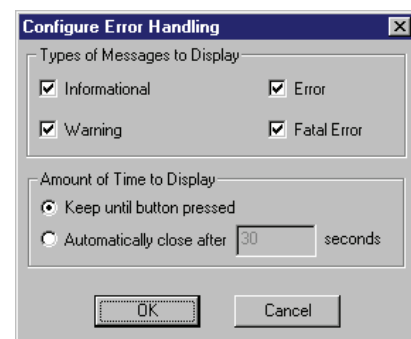 Configure Error Handling
Types of Messages to Display
Informational
Error
Warning
Fatal Error
Amount of Time to Display
Keep until button pressed
Automatically close after 30 seconds
OK
Cancel